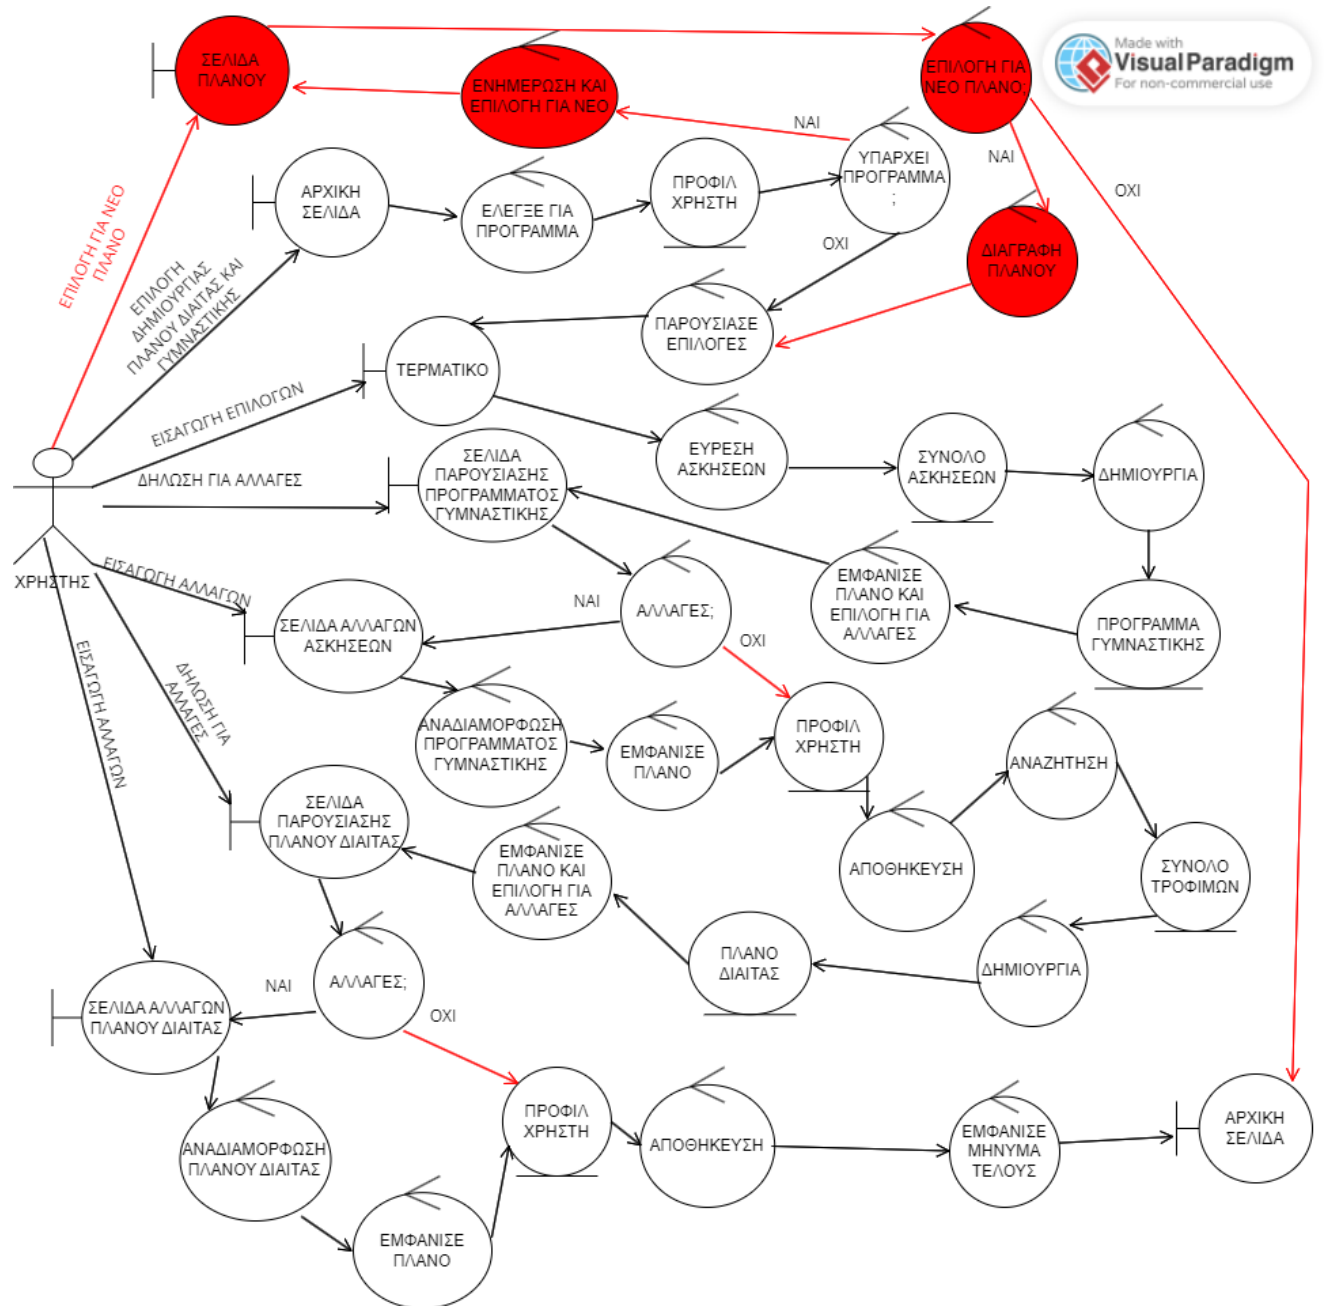 ΣΕΛΙΔΑ
ΠΛΑΝΟΥ
ΕΝΗΜΕΡΩΣΗ ΚΑΙ
ΕΠΙΛΟΓΗ ΓΙΑ ΝΕΟ
ΕΠΙΛΟΓΗ ΓΙΑ
ΝΕΟ ΠΛΑΝΟ;
Made with
Visual Paradigm
For non-commercial use
ΝΑΙ
ΝΑΙ
ΟΧΙ
ΕΠΙΛΟΓΗ ΓΙΑ ΝΕΟ
ΠΛΑΝΟ
ΑΡΧΙΚΗ
ΣΕΛΙΔΑ
ΕΛΕΓΞΕ ΓΙΑ
ΠΡΟΓΡΑΜΜΑ
ΠΡΟΦΙΛ
ΧΡΗΣΤΗ
ΥΠΑΡΧΕΙ
ΠΡΟΓΡΑΜΜΑ
;
ΟΧΙ
ΔΙΑΓΡΑΦΗ
ΠΛΑΝΟΥ
ΕΠΙΛΟΓΗ
ΔΗΜΙΟΥΡΓΙΑΣ
ΠΛΑΝΟΥ ΔΙΑΙΤΑΣ ΚΑΙ
ΓΥΜΝΑΣΤΙΚΗΣ
ΠΑΡΟΥΣΙΑΣΕ
ΕΠΙΛΟΓΕΣ
ΤΕΡΜΑΤΙΚΟ
ΕΙΣΑΓΩΓΗ ΕΠΙΛΟΓΩΝ
ΕΥΡΕΣΗ
ΑΣΚΗΣΕΩΝ
ΣΥΝΟΛΟ
ΑΣΚΗΣΕΩΝ
ΔΗΜΙΟΥΡΓΙΑ
ΔΗΛΩΣΗ ΓΙΑ ΑΛΛΑΓΕΣ
ΣΕΛΙΔΑ
ΠΑΡΟΥΣΙΑΣΗΣ
ΠΡΟΓΡΑΜΜΑΤΟΣ
ΓΥΜΝΑΣΤΙΚΗΣ
ΧΡΗΣΤΗΣ
ΕΙΣΑΓΩΓΗ ΑΛΛΑΓΩΝ
ΝΑΙ
ΑΛΛΑΓΕΣ;
ΟΧΙ
ΕΜΦΑΝΙΣΕ
ΠΛΑΝΟ ΚΑΙ
ΕΠΙΛΟΓΗ ΓΙΑ
ΑΛΛΑΓΕΣ
ΠΡΟΓΡΑΜΜΑ
ΓΥΜΝΑΣΤΙΚΗΣ
ΣΕΛΙΔΑ ΑΛΛΑΓΩΝ
ΑΣΚΗΣΕΩΝ
ΕΙΣΑΓΩΓΗ ΑΛΛΑΓΩΝ
ΔΗΛΩΣΗ ΓΙΑ
ΑΛΛΑΓΕΣ
ΑΝΑΔΙΑΜΟΡΦΩΣΗ
ΠΡΟΓΡΑΜΜΑΤΟΣ
ΓΥΜΝΑΣΤΙΚΗΣ
ΕΜΦΑΝΙΣΕ
ΠΛΑΝΟ
ΠΡΟΦΙΛ
ΧΡΗΣΤΗ
ΑΝΑΖΗΤΗΣΗ
ΣΕΛΙΔΑ
ΠΑΡΟΥΣΙΑΣΗΣ
ΠΛΑΝΟΥ ΔΙΑΙΤΑΣ
ΕΜΦΑΝΙΣΕ
ΠΛΑΝΟ ΚΑΙ
ΕΠΙΛΟΓΗ ΓΙΑ
ΑΛΛΑΓΕΣ
ΑΠΟΘΗΚΕΥΣΗ
ΣΥΝΟΛΟ
ΤΡΟΦΙΜΩΝ
ΠΛΑΝΟ
ΔΙΑΙΤΑΣ
ΔΗΜΙΟΥΡΓΙΑ
ΑΛΛΑΓΕΣ;
ΝΑΙ
ΟΧΙ
ΣΕΛΙΔΑ ΑΛΛΑΓΩΝ
ΠΛΑΝΟΥ ΔΙΑΙΤΑΣ
ΑΝΑΔΙΑΜΟΡΦΩΣΗ
ΠΛΑΝΟΥ ΔΙΑΙΤΑΣ
ΠΡΟΦΙΛ
ΧΡΗΣΤΗ
ΑΠΟΘΗΚΕΥΣΗ
ΕΜΦΑΝΙΣΕ
ΜΗΝΥΜΑ
ΤΕΛΟΥΣ
ΑΡΧΙΚΗ
ΣΕΛΙΔΑ
ΕΜΦΑΝΙΣΕ
ΠΛΑΝΟ